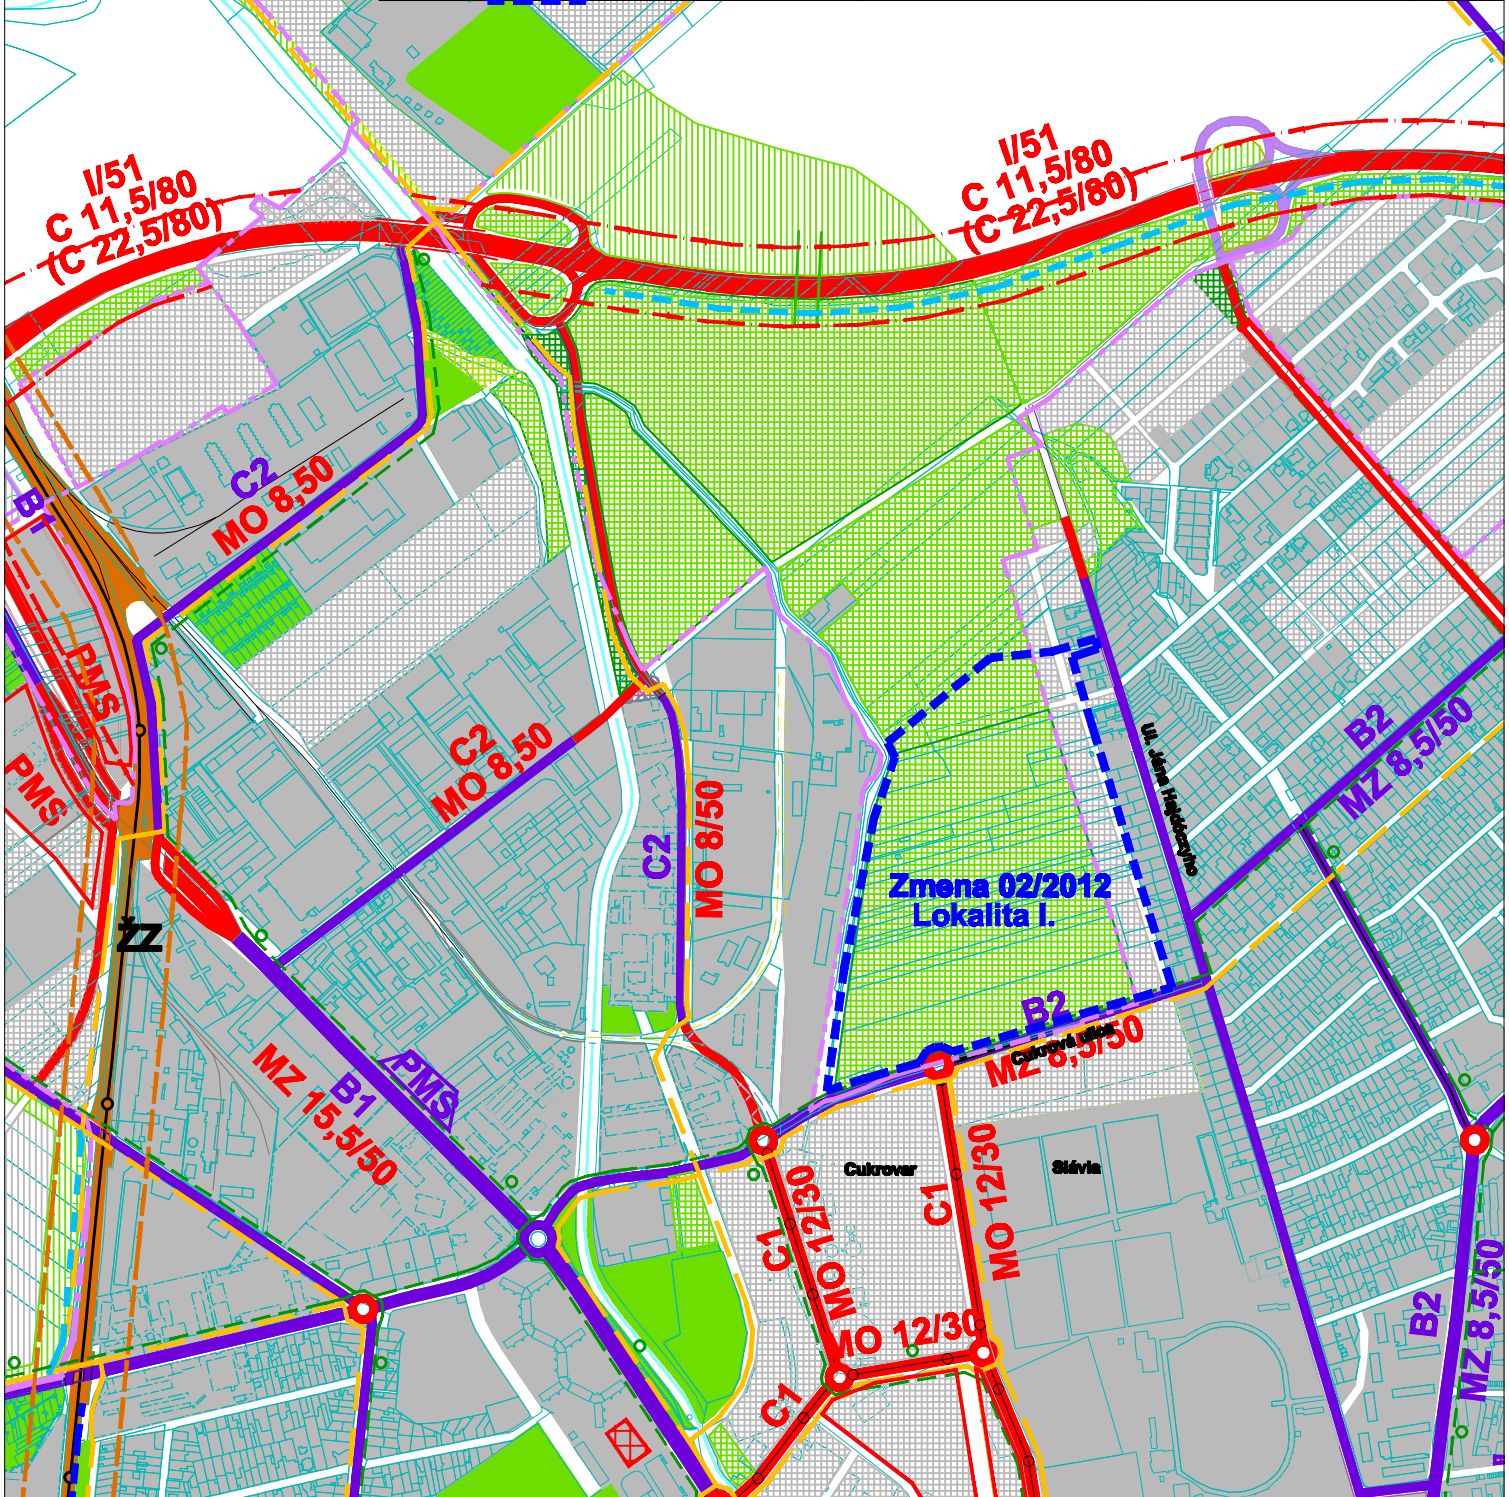 I/51
C 11,5/80
(C 22,5/80)
I/51
C 11,5/80
(C 22,5/80)
C2
MO 8,50
B1
PMS
PMS
C2
MO 8,50
C2
MO 8/50
Ul. Jána Hajdóczyho
B2
MZ 8,5/50
Zmena 02/2012
Lokalita I.
ŽZ
B2
Cukrová ulica
MZ 8,5/50
PMS
B1
MZ 15,5/50
Cukrovar
Slávia
C1
MO 12/30
C1
MO 12/30
MO
MO 12/30
C1
B2
MZ 8,5/50